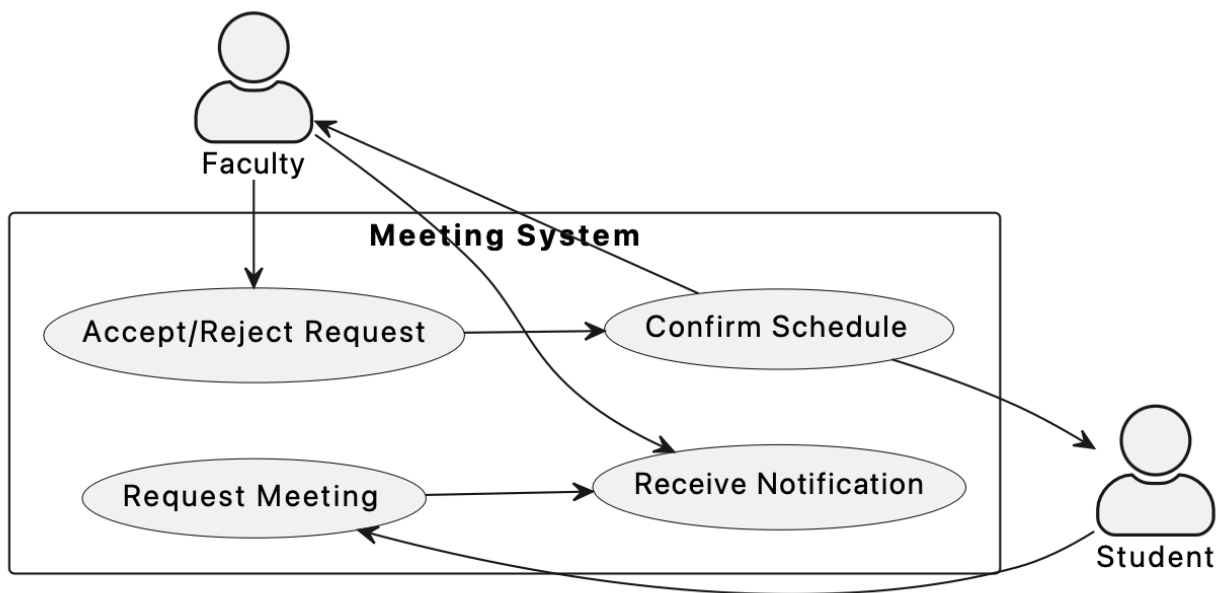 Faculty
Meeting System
Accept/Reject Request
Confirm Schedule
Request Meeting
Receive Notification
Student